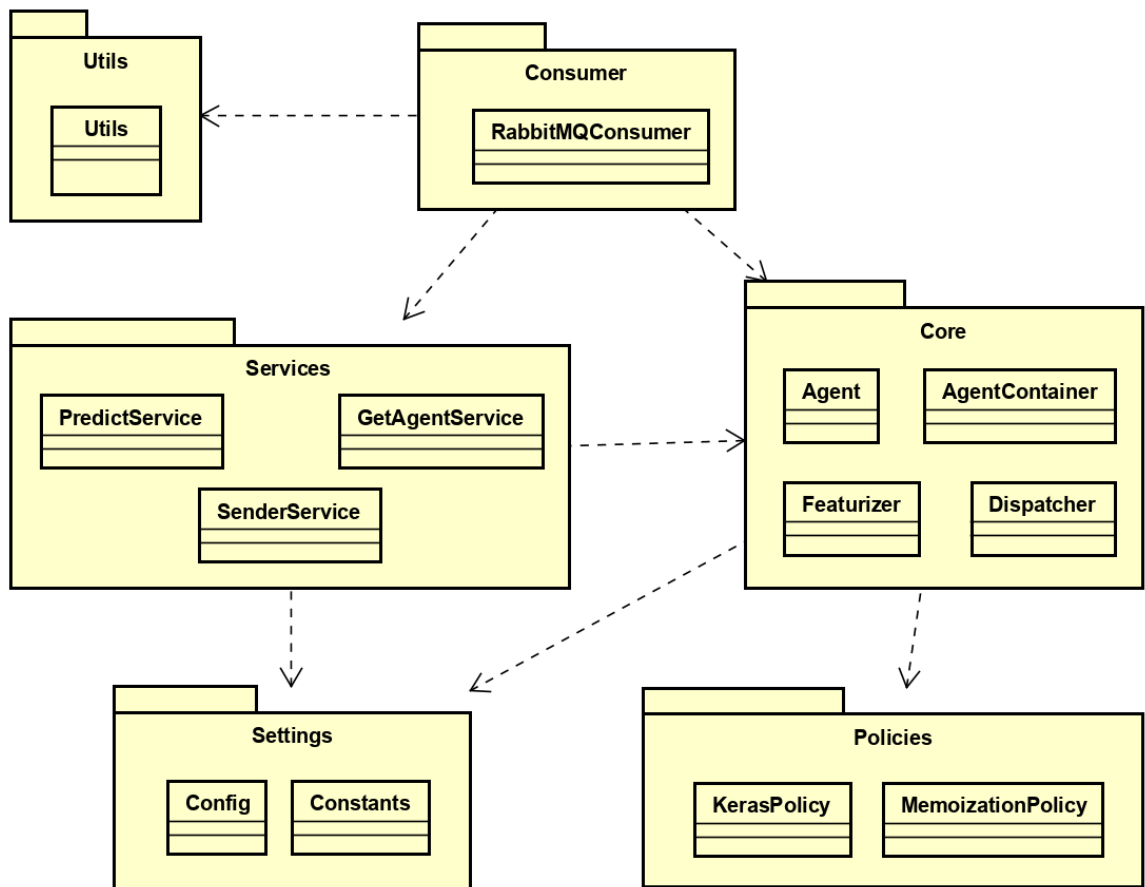 Utils
Utils
Consumer
RabbitMQConsumer
Services
PredictService
GetAgentService
SenderService
Core
Agent
AgentContainer
Featurizer
Dispatcher
Settings
Config
Constants
Policies
KerasPolicy
MemoizationPolicy